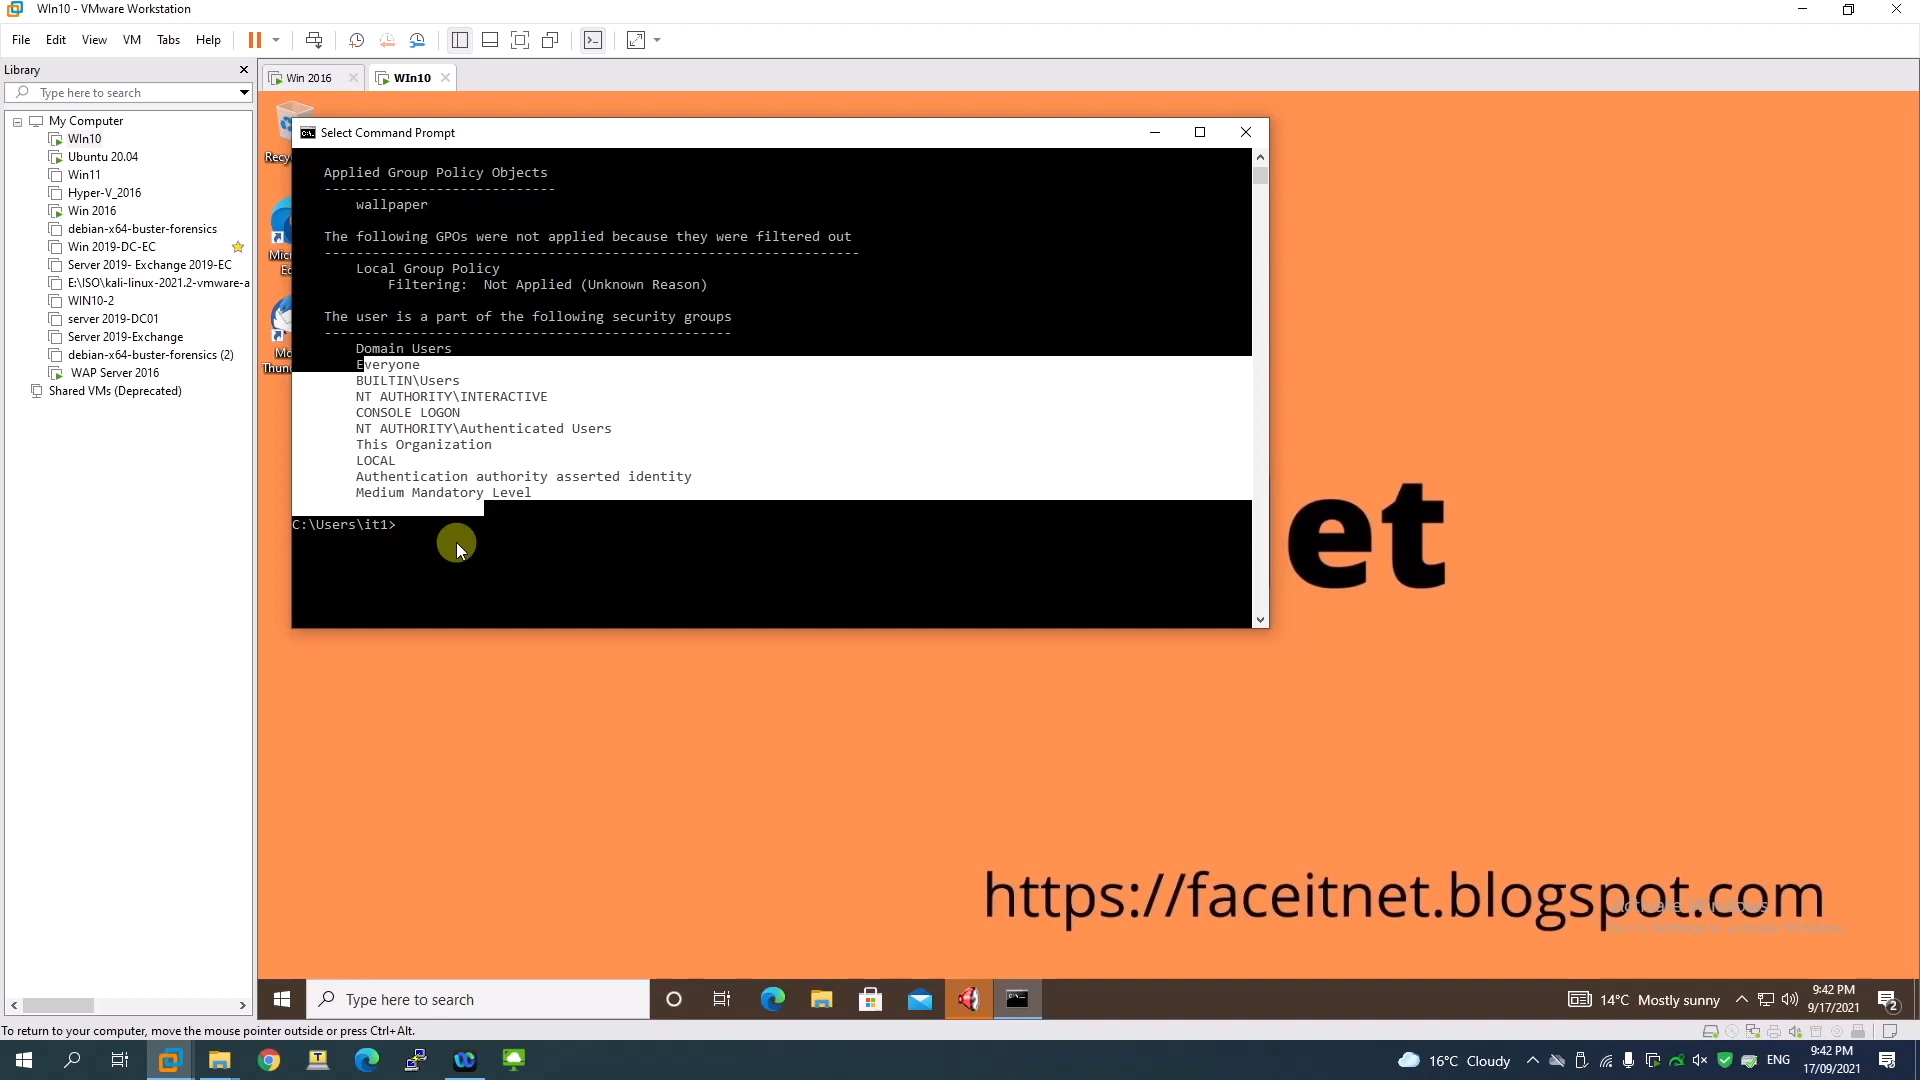 WIn10 - VMware Workstation
File Edit View VM Tabs Help
Library
Type here to search
My Computer
WIn10
Ubuntu 20.04
Win11
Hyper-V_2016
Win 2016
debian-x64-buster-forensics
Win 2019-DC-EC
Server 2019- Exchange 2019-EC
E:\ISO\kali-linux-2021.2-vmware-a
WIN10-2
server 2019-DC01
Server 2019-Exchange
debian-x64-buster-forensics (2)
WAP Server 2016
Shared VMs (Deprecated)
Win 2016
WIn10
Select Command Prompt
Applied Group Policy Objects
-----------------------------
wallpaper
The following GPOs were not applied because they were filtered out
-------------------------------------------------------------------
Local Group Policy
Filtering: Not Applied (Unknown Reason)
The user is a part of the following security groups
---------------------------------------------------
Domain Users
Everyone
BUILTIN\Users
NT AUTHORITY\INTERACTIVE
CONSOLE LOGON
NT AUTHORITY\Authenticated Users
This Organization
LOCAL
Authentication authority asserted identity
Medium Mandatory Level
C:\Users\it1>
et
https://faceitnet.blogspot.com
Activate Windows
Type here to search
14°C Mostly sunny
9:42 PM
9/17/2021
2
To return to your computer, move the mouse pointer outside or press Ctrl+Alt.
16°C Cloudy
ENG
9:42 PM
17/09/2021